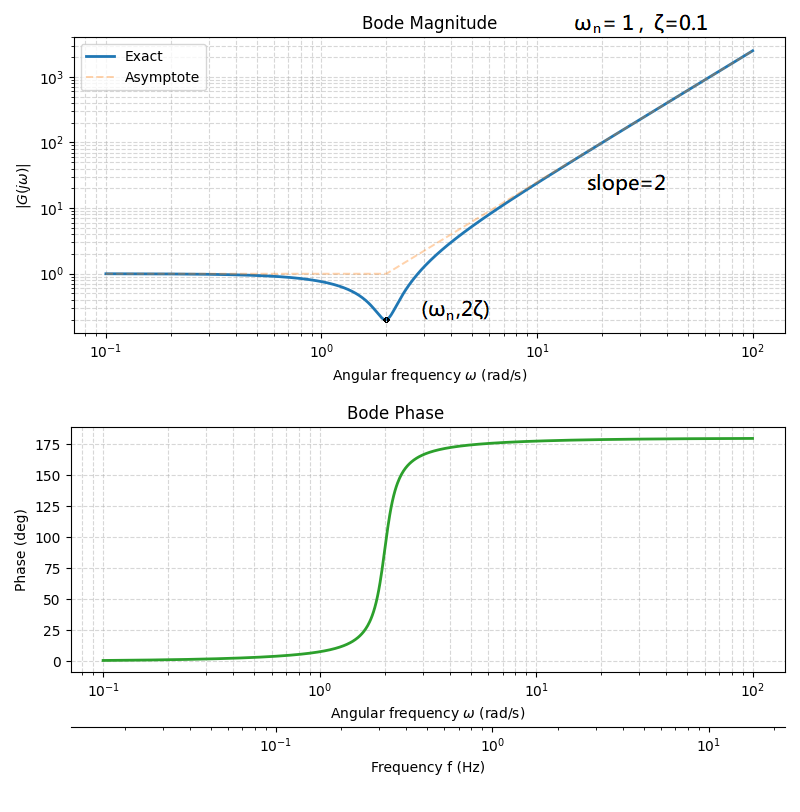 Bode Magnitude
ωn = 1 , ζ=0.1
Exact
Asymptote
10³
10²
10¹
10⁰
|G(jω)|
slope=2
(ωn,2ζ)
10⁻¹ 10⁰ 10¹ 10²
Angular frequency ω (rad/s)
Bode Phase
175
150
125
100
75
50
25
0
Phase (deg)
10⁻¹ 10⁰ 10¹ 10²
Angular frequency ω (rad/s)
10⁻¹ 10⁰ 10¹
Frequency f (Hz)